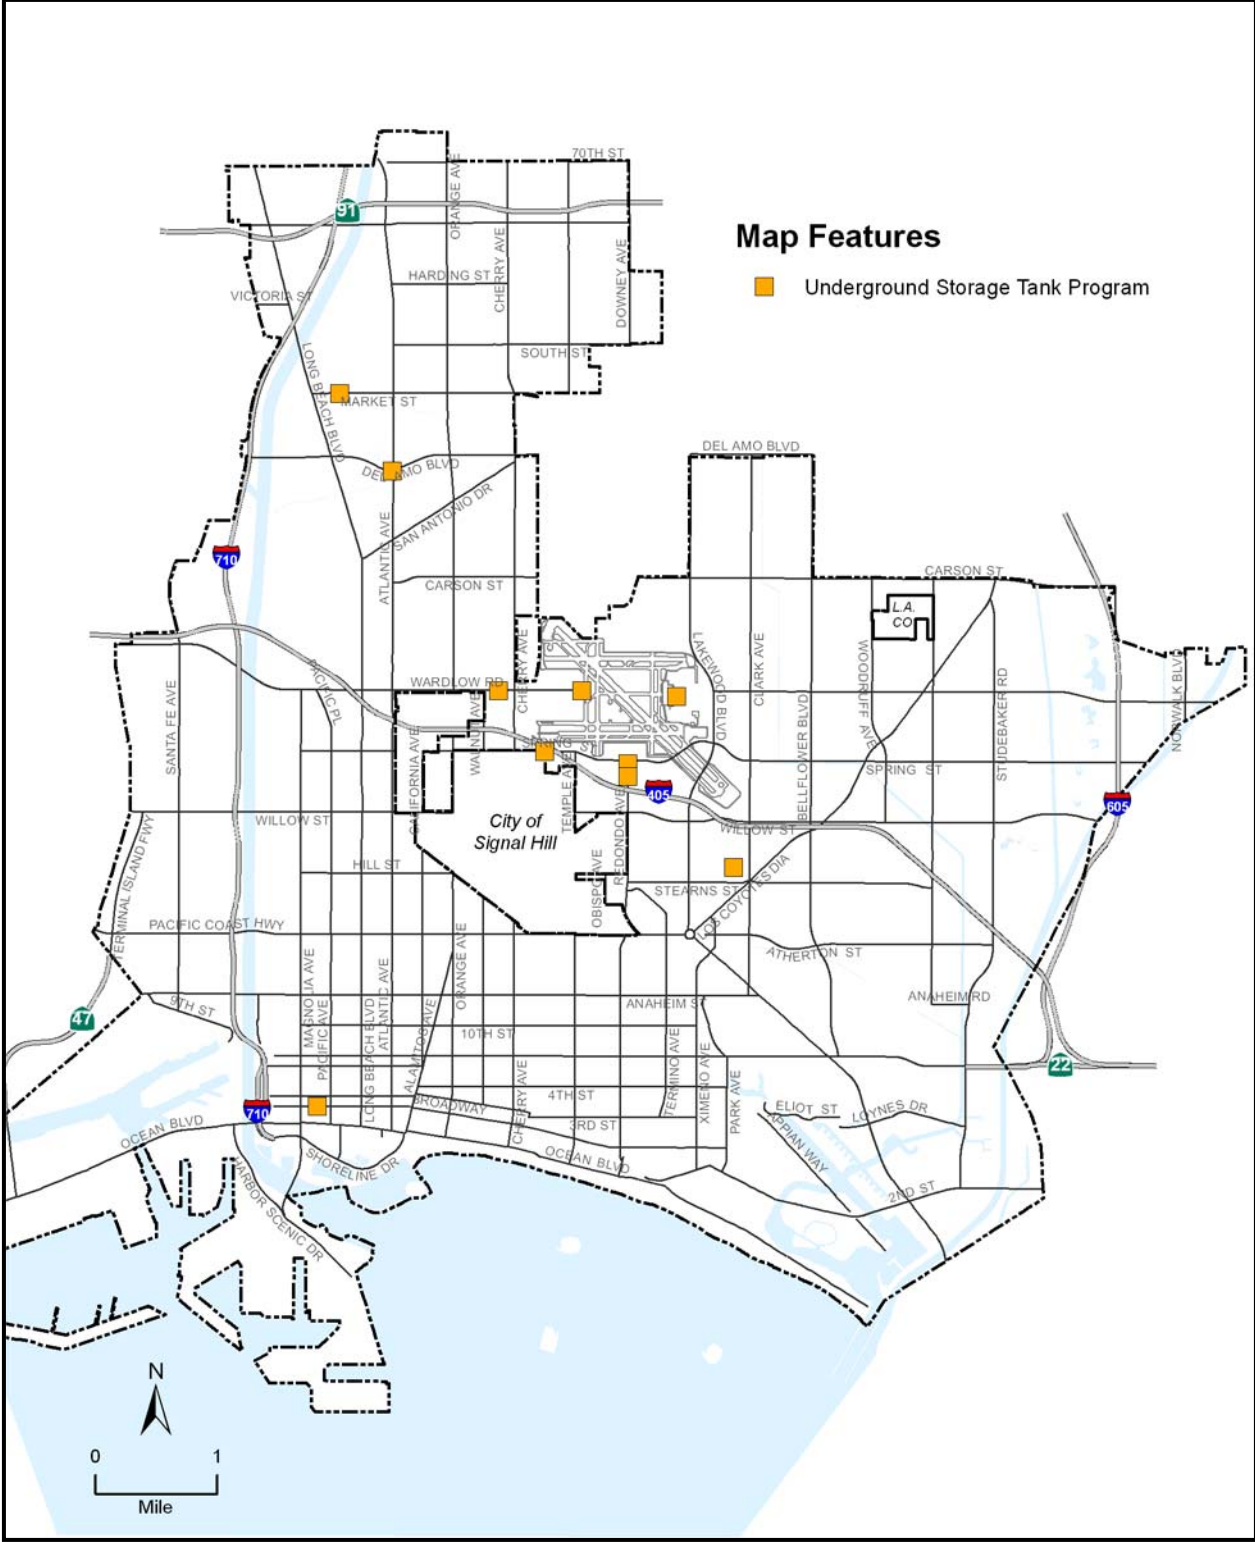 70TH ST
ORANGE AVE
91
CHERRY AVE
DOWNEY AVE
Map Features
Underground Storage Tank Program
HARDING ST
VICTORIA ST
SOUTH ST
LONG BEACH BLVD
MARKET ST
DEL AMO BLVD
DEL AMO BLVD
SAN ANTONIO DR
ATLANTIC AVE
710
CARSON ST
CARSON ST
L.A.
CO
WARDLOW RD
CHERRY AVE
LAKEWOOD BLVD
CLARK AVE
WOODRUFF AVE
STUDEBAKER RD
NORWALK BLVD
PACIFIC PL
SANTA FE AVE
WALNUT AVE
CALIFORNIA AVE
SPRING ST
BELLFLOWER BLVD
SPRING ST
TEMPLE AVE
405
605
REDONDO AVE
City of
Signal Hill
WILLOW ST
WILLOW ST
TERMINAL ISLAND FWY
HILL ST
OBISPO AVE
STEARNS ST
LOS COYOTES DIA
PACIFIC COAST HWY
ORANGE AVE
ATHERTON ST
MAGNOLIA AVE
PACIFIC AVE
LONG BEACH BLVD
ATLANTIC AVE
ALAMITOS AVE
9TH ST
47
ANAHEIM ST
ANAHEIM RD
10TH ST
TERMINO AVE
XIMENO AVE
PARK AVE
22
CHERRY AVE
4TH ST
BROADWAY
3RD ST
710
OCEAN BLVD
ELIOT ST
LOYNES DR
APPIAN WAY
SHORELINE DR
OCEAN BLVD
2ND ST
HARBOR SCENIC DR
N
0 1
Mile